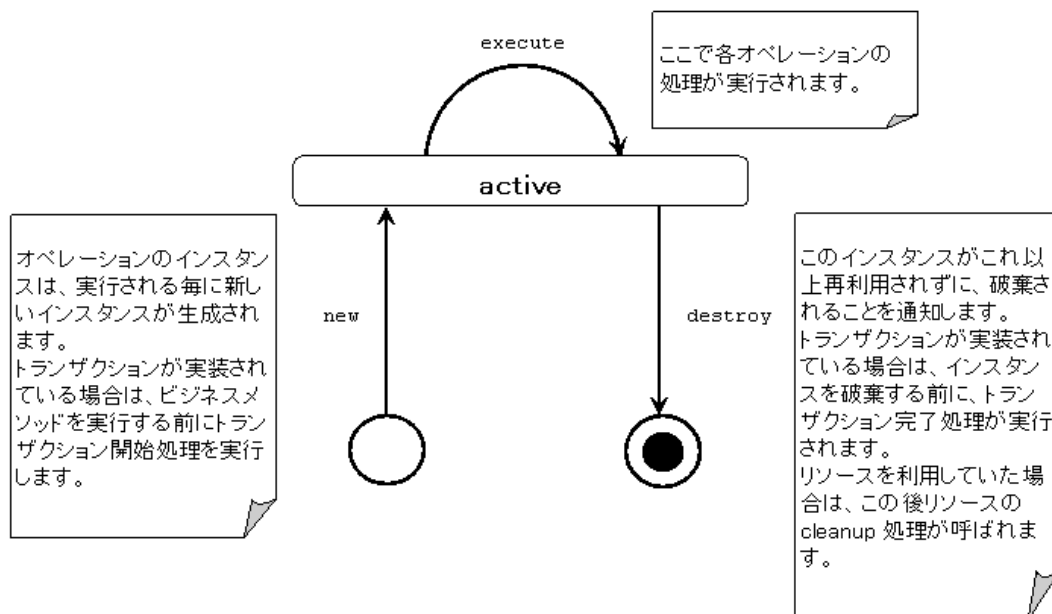 execute
ここで各オペレーションの
処理が実行されます。
active
オペレーションのインスタン
スは、実行される毎に新し
いインスタンスが生成され
ます。
トランザクションが実装され
ている場合は、ビジネスメ
ソッドを実行する前にトラン
ザクション開始処理を実行
します。
new
destroy
このインスタンスがこれ以
上再利用されずに、破棄さ
れることを通知します。
トランザクションが実装され
ている場合は、インスタン
スを破棄する前に、トラン
ザクション完了処理が実行
されます。
リソースを利用していた場
合は、この後リソースの
cleanup 処理が呼ばれま
す。